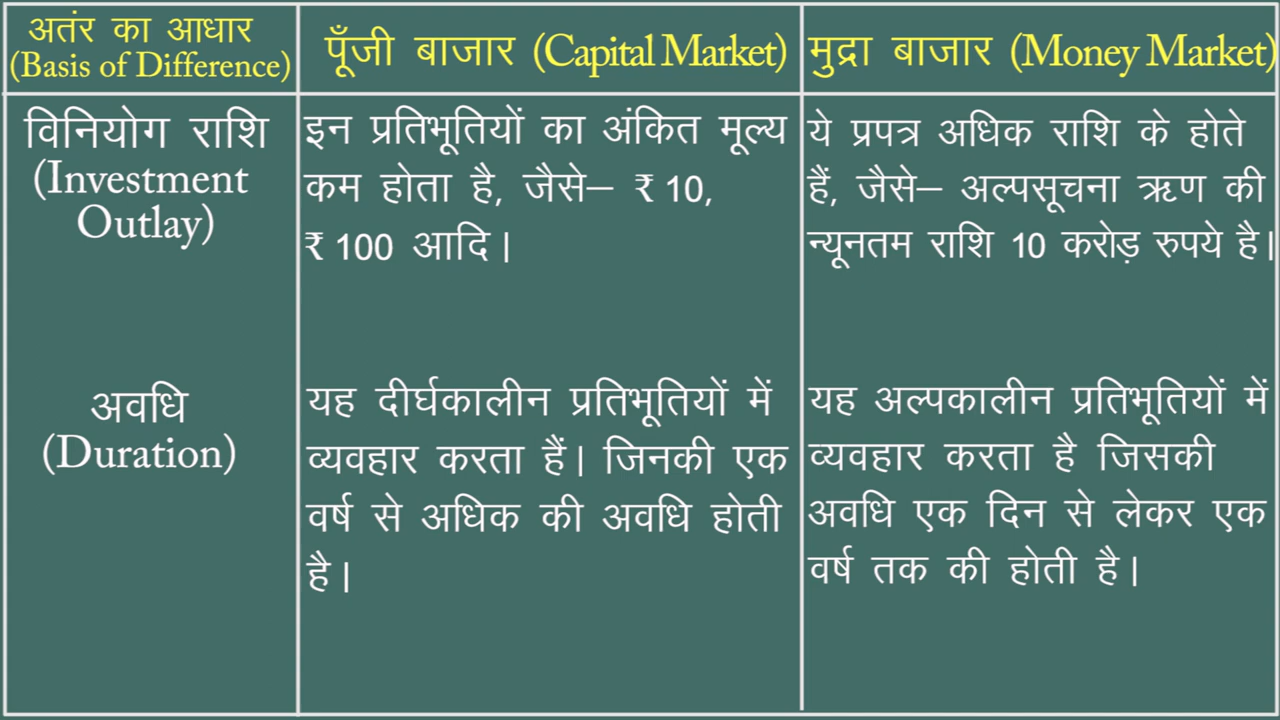 अतंर का आधार
(Basis of Difference)
पूँजी बाजार (Capital Market)
मुद्रा बाजार (Money Market)
विनियोग राशि
(Investment
Outlay)
इन प्रतिभूतियों का अंकित मूल्य
कम होता है, जैसे– ₹ 10,
₹ 100 आदि।
ये प्रपत्र अधिक राशि के होते
हैं, जैसे– अल्पसूचना ऋण की
न्यूनतम राशि 10 करोड़ रुपये है।
अवधि
(Duration)
यह दीर्घकालीन प्रतिभूतियों में
व्यवहार करता हैं। जिनकी एक
वर्ष से अधिक की अवधि होती
है।
यह अल्पकालीन प्रतिभूतियों में
व्यवहार करता है जिसकी
अवधि एक दिन से लेकर एक
वर्ष तक की होती है।